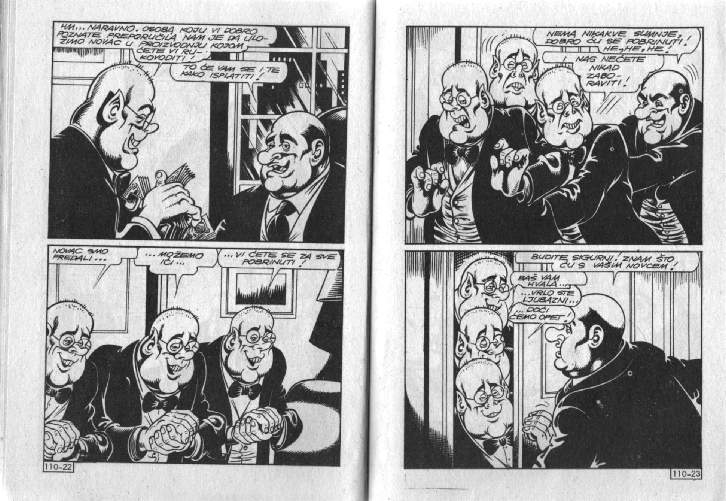 HM... NARAVNO. OSOBA KOJU VI DOBRO
POZNATE PREPORUČILA NAM JE DA ULO-
ŽIMO NOVAC U PROIZVODNJU KOJOM
ĆETE VI RU-
KOVODITI!
TO ĆE VAM SE I TE
KAKO ISPLATITI!
NOVAC SMO
PREDALI...
...MOŽEMO
IĆI...
...VI ĆETE SE ZA SVE
POBRINUTI!
110-22
NEMA NIKAKVE SUMNJE,
DOBRO ĆU SE POBRINUTI!
HE, HE, HE!
NAS NEĆETE
NIKAD
ZABO-
RAVITI!
BUDITE SIGURNI. ZNAM ŠTO
ĆU S VAŠIM NOVCEM!
BAŠ VAM
HVALA...
...VRLO STE
LJUBAZNI...
...DOĆI
ĆEMO OPET!
110-23